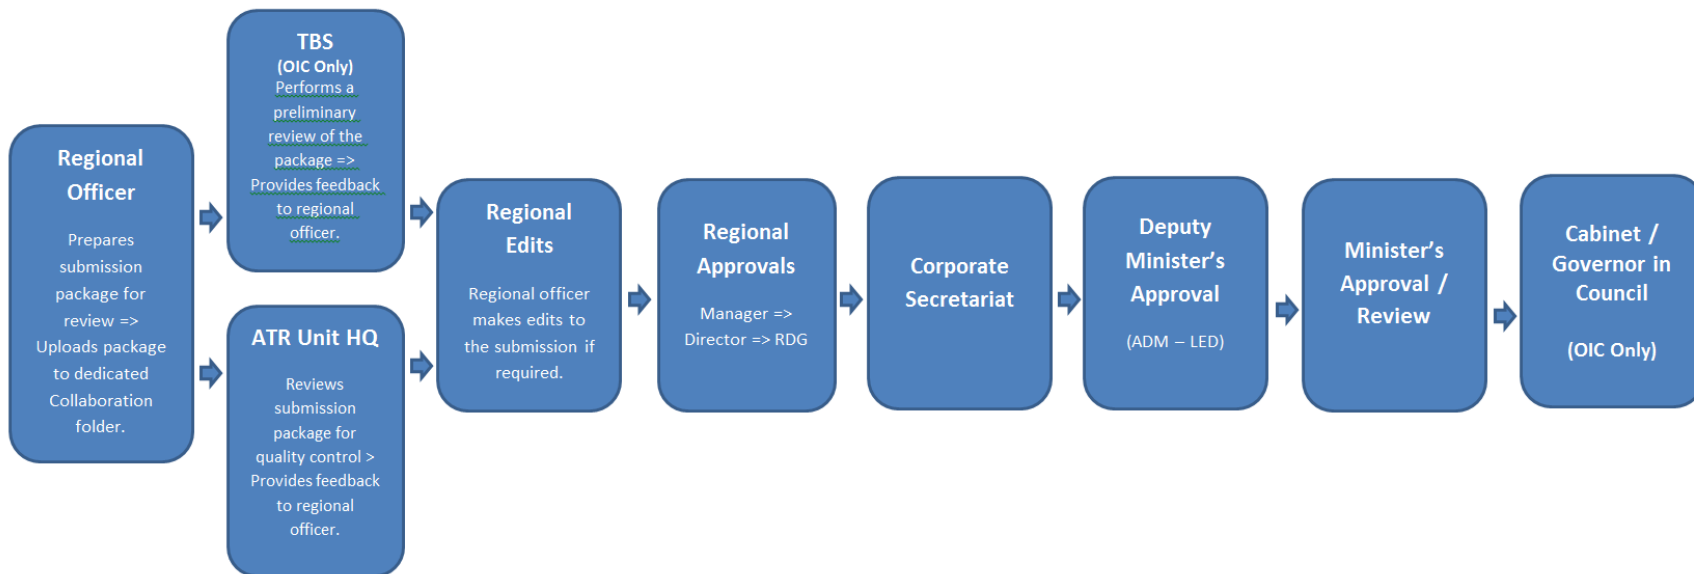 Regional
Officer
Prepares
submission
package for
review =>
Uploads package
to dedicated
Collaboration
folder.
TBS
(OIC Only)
Performs a
preliminary
review of the
package =>
Provides feedback
to regional
officer.
ATR Unit HQ
Reviews
submission
package for
quality control >
Provides feedback
to regional
officer.
Regional
Edits
Regional officer
makes edits to
the submission if
required.
Regional
Approvals
Manager =>
Director => RDG
Corporate
Secretariat
Deputy
Minister's
Approval
(ADM – LED)
Minister's
Approval /
Review
Cabinet /
Governor in
Council
(OIC Only)